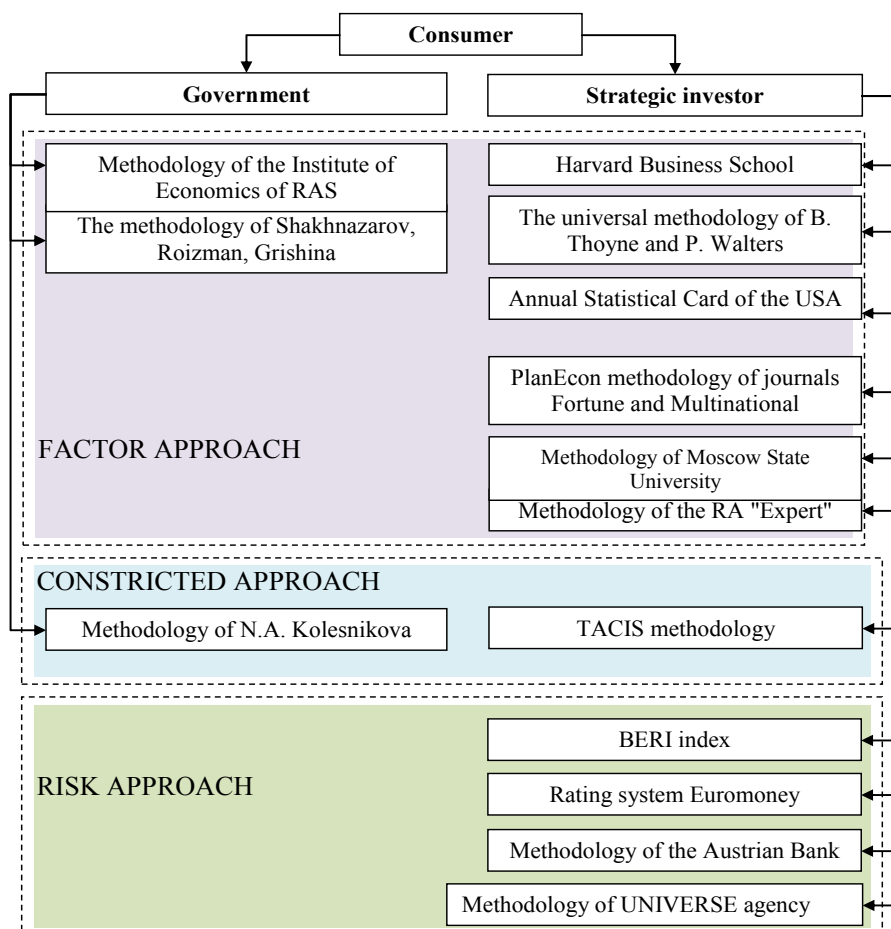 Consumer
Government
Strategic investor
Methodology of the Institute of
Economics of RAS
The methodology of Shakhnazarov,
Roizman, Grishina
Harvard Business School
The universal methodology of B.
Thoyne and P. Walters
Annual Statistical Card of the USA
PlanEcon methodology of journals
Fortune and Multinational
FACTOR APPROACH
Methodology of Moscow State
University
Methodology of the RA "Expert"
CONSTRICTED APPROACH
Methodology of N.A. Kolesnikova
TACIS methodology
BERI index
RISK APPROACH
Rating system Euromoney
Methodology of the Austrian Bank
Methodology of UNIVERSE agency